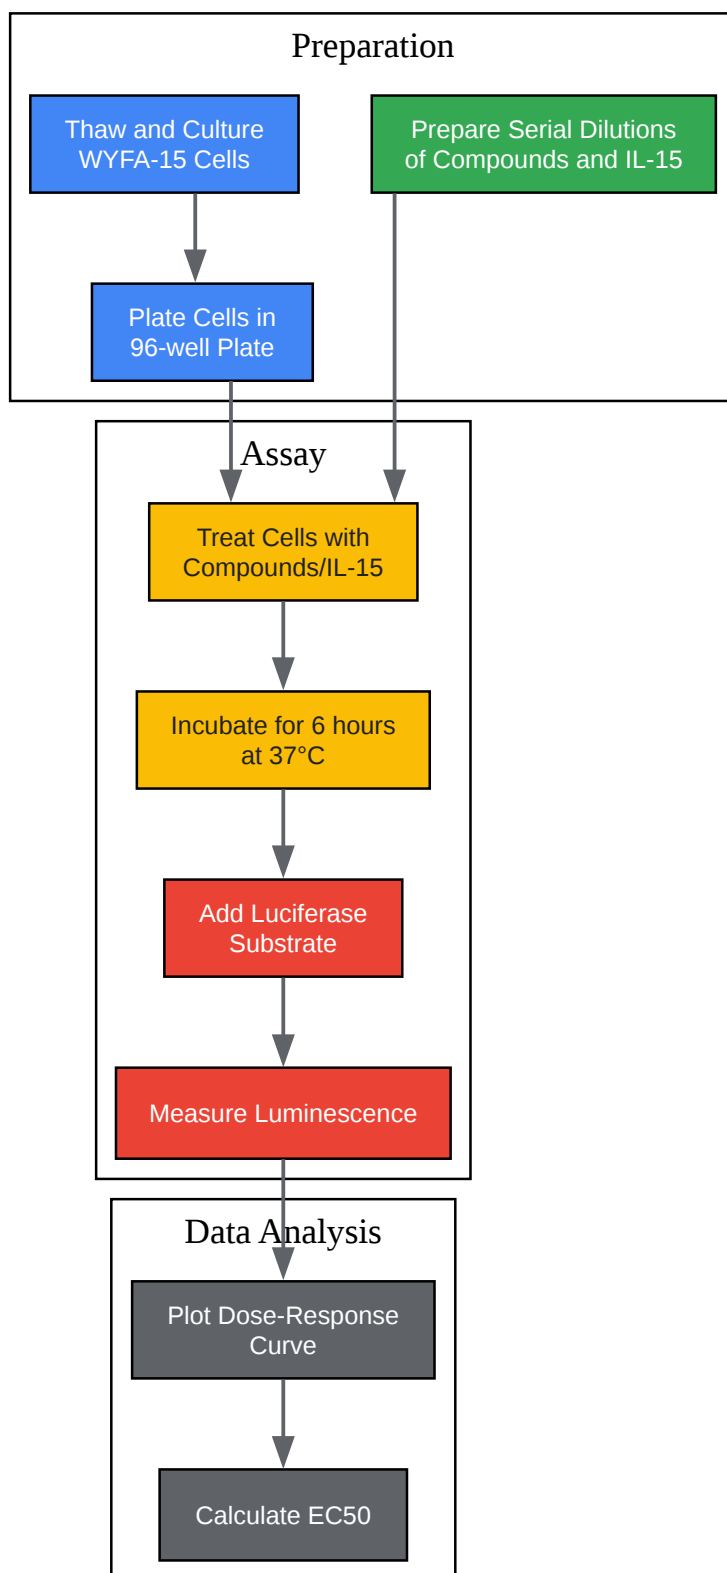 Preparation
Thaw and Culture
WYFA-15 Cells
Prepare Serial Dilutions
of Compounds and IL-15
Plate Cells in
96-well Plate
Assay
Treat Cells with
Compounds/IL-15
Incubate for 6 hours
at 37°C
Add Luciferase
Substrate
Measure Luminescence
Data Analysis
Plot Dose-Response
Curve
Calculate EC50